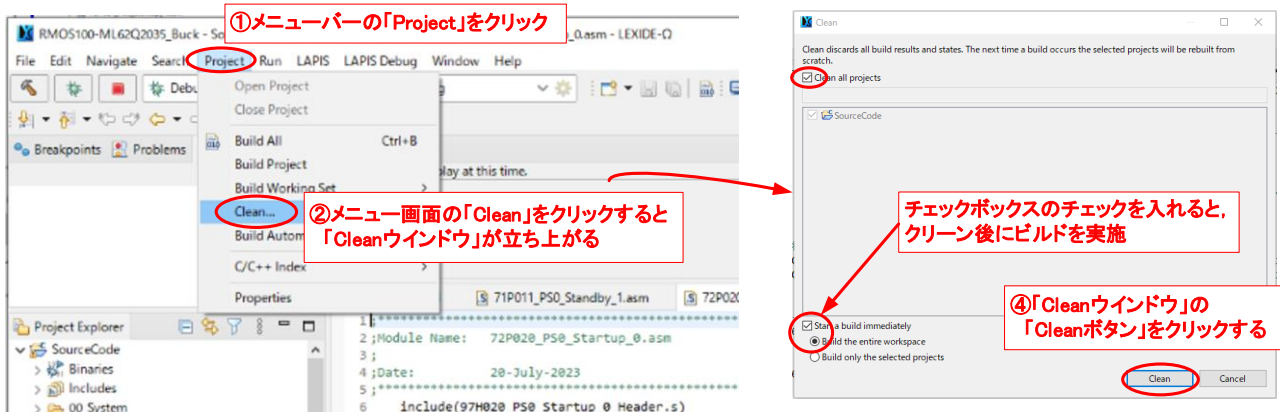 ①メニューバーの「Project」をクリック
RMOS100-ML62Q2035_Buck - So
_0.asm - LEXIDE-Ω
File Edit Navigate Search Project Run LAPIS LAPIS Debug Window Help
Debu
Open Project
Close Project
Build All Ctrl+B
Build Project
Build Working Set
Clean...
Build Autom
C/C++ Index
Properties
Breakpoints Problems
play at this time.
②メニュー画面の「Clean」をクリックすると
「Cleanウインドウ」が立ち上がる
71P011_PS0_Standby_1.asm
72P020
Project Explorer
SourceCode
Binaries
Includes
00 System
1 ;************************************************
2 ;Module Name: 72P020_PS0_Startup_0.asm
3 ;
4 ;Date: 20-July-2023
5 ;************************************************
6 include(97H020_PS0_Startup_0_Header.s)
Clean
Clean discards all build results and states. The next time a build occurs the selected projects will be rebuilt from
scratch.
Clean all projects
SourceCode
チェックボックスのチェックを入れると,
クリーン後にビルドを実施
④「Cleanウインドウ」の
「Cleanボタン」をクリックする
Start a build immediately
Build the entire workspace
Build only the selected projects
Clean
Cancel